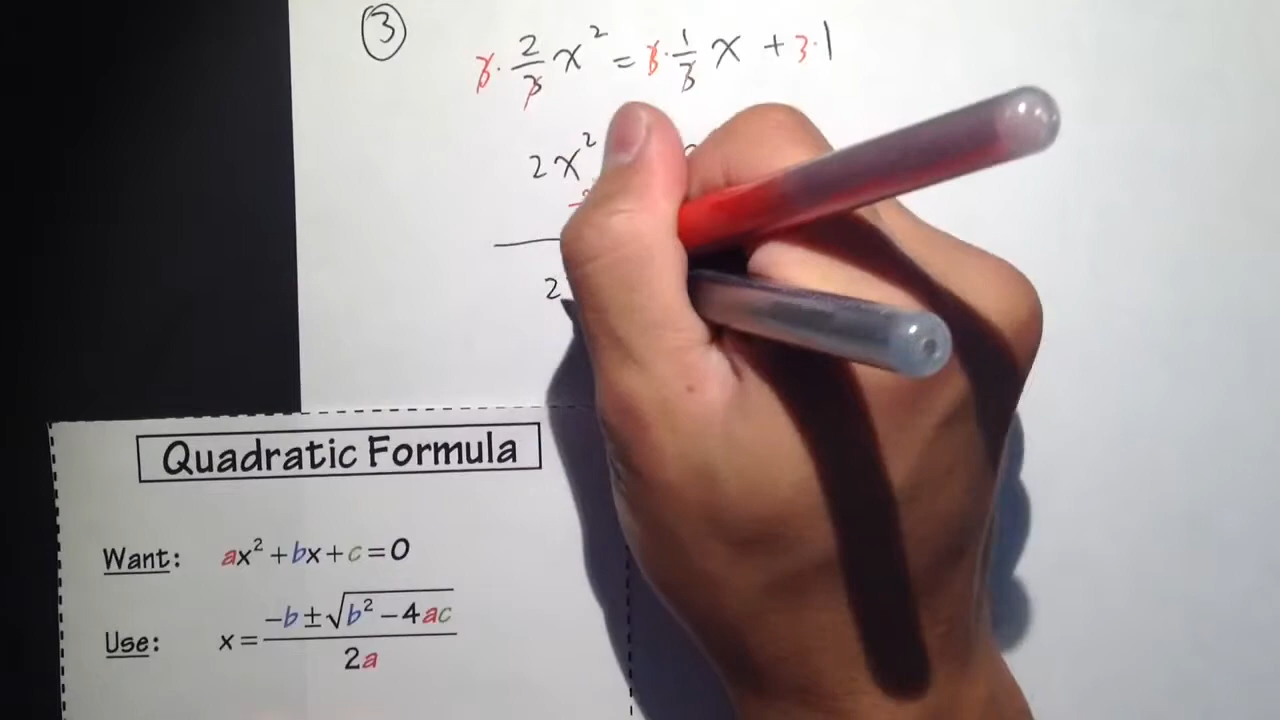 ③
3 · 2/3 x² = 3 · 1/3 x + 3 · 1
2x²
2
Quadratic Formula
Want: ax² + bx + c = 0
Use: x = (-b ± √(b² - 4ac)) / 2a